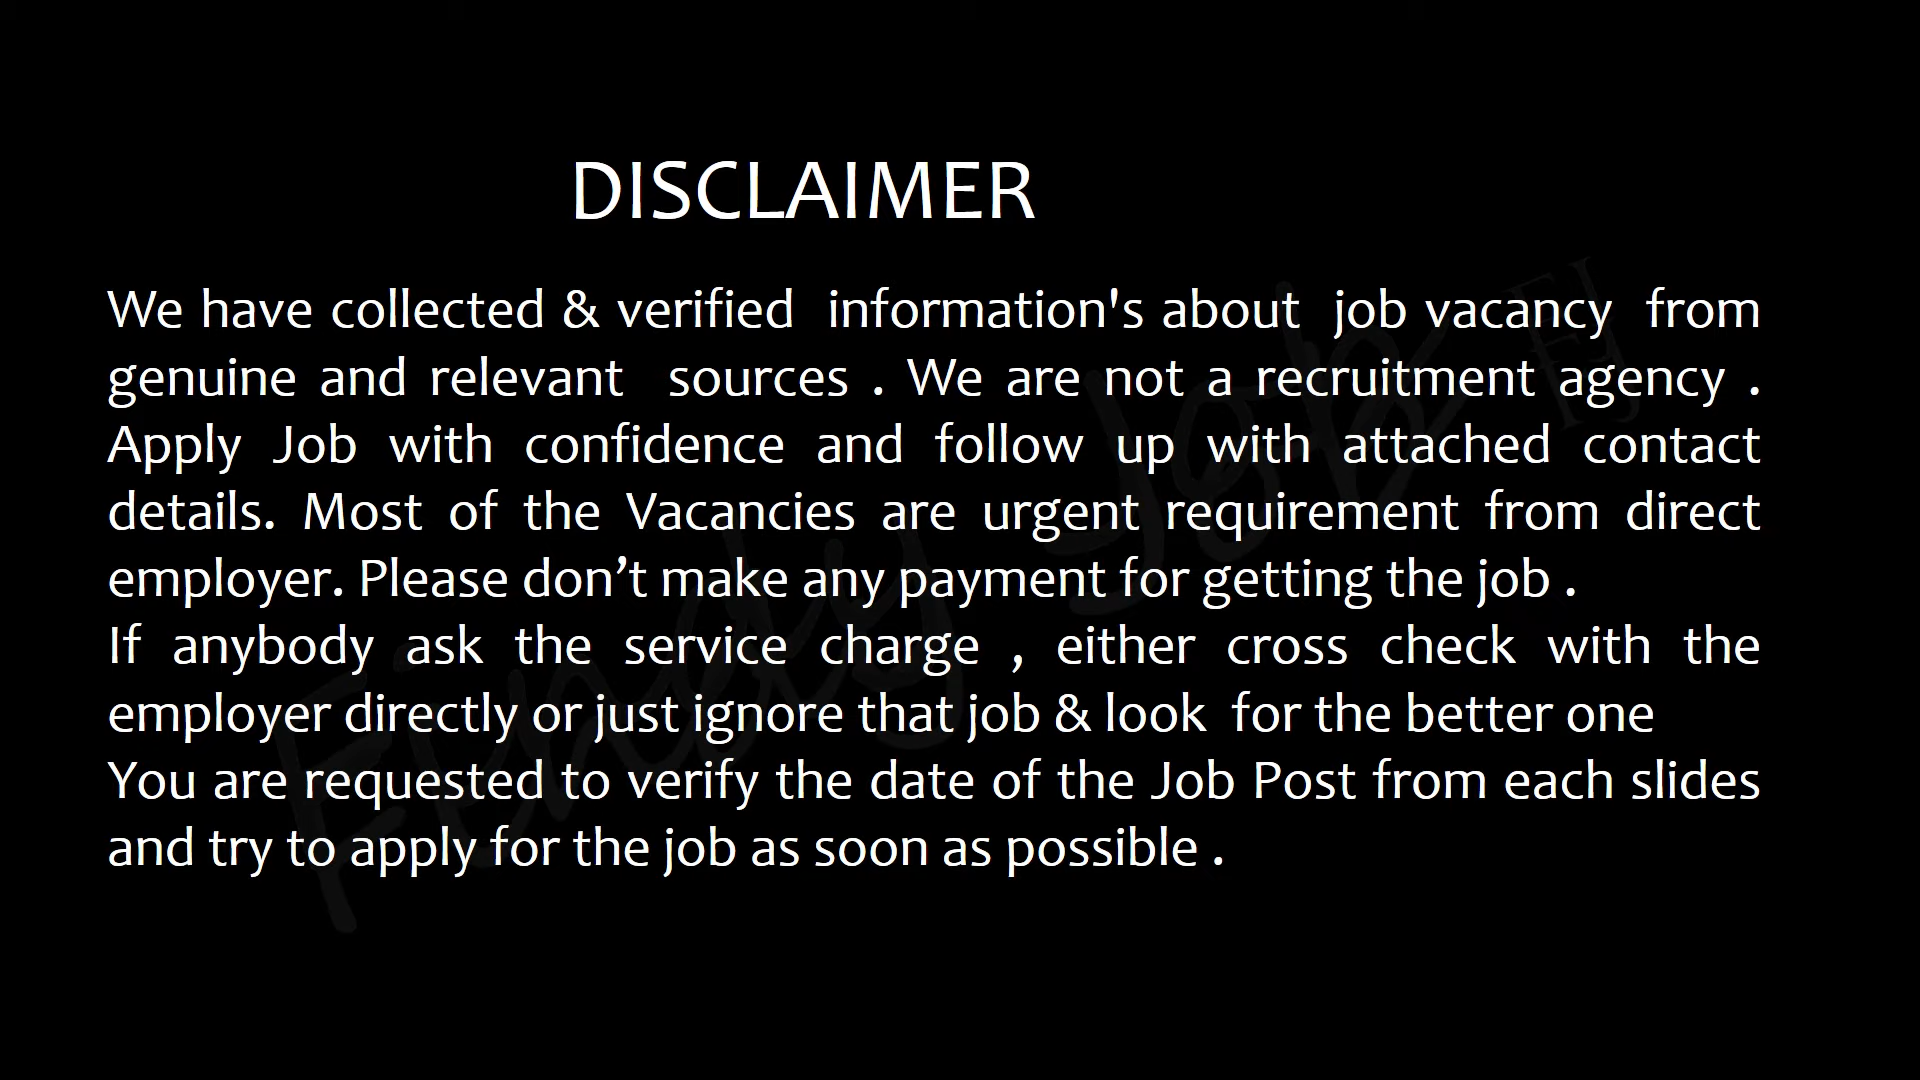 DISCLAIMER
We have collected & verified information's about job vacancy from
genuine and relevant sources . We are not a recruitment agency .
Apply Job with confidence and follow up with attached contact
details. Most of the Vacancies are urgent requirement from direct
employer. Please don’t make any payment for getting the job .
If anybody ask the service charge , either cross check with the
employer directly or just ignore that job & look for the better one
You are requested to verify the date of the Job Post from each slides
and try to apply for the job as soon as possible .
Findy Job
FJ
FJ